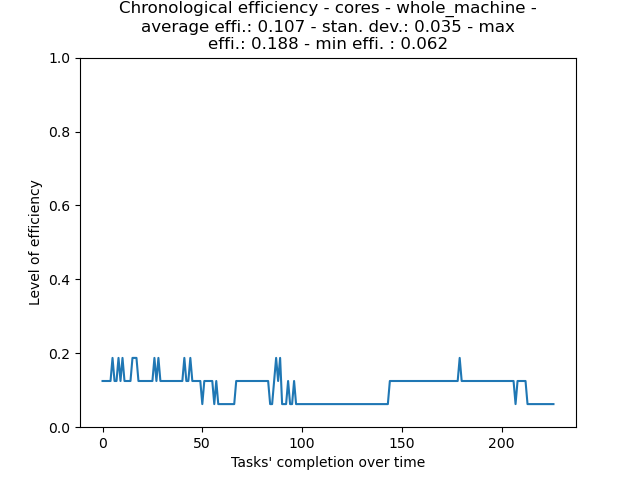 Chronological efficiency - cores - whole_machine -
average effi.: 0.107 - stan. dev.: 0.035 - max
effi.: 0.188 - min effi. : 0.062
1.0
0.8
0.6
0.4
0.2
0.0
Level of efficiency
0 50 100 150 200
Tasks' completion over time